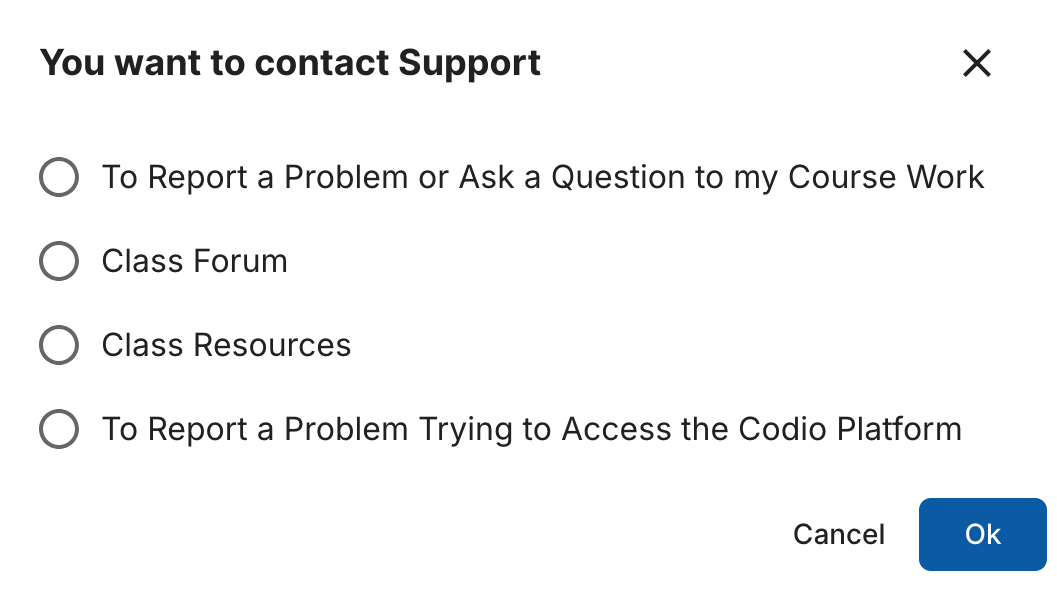 You want to contact Support
To Report a Problem or Ask a Question to my Course Work
Class Forum
Class Resources
To Report a Problem Trying to Access the Codio Platform
Cancel
Ok